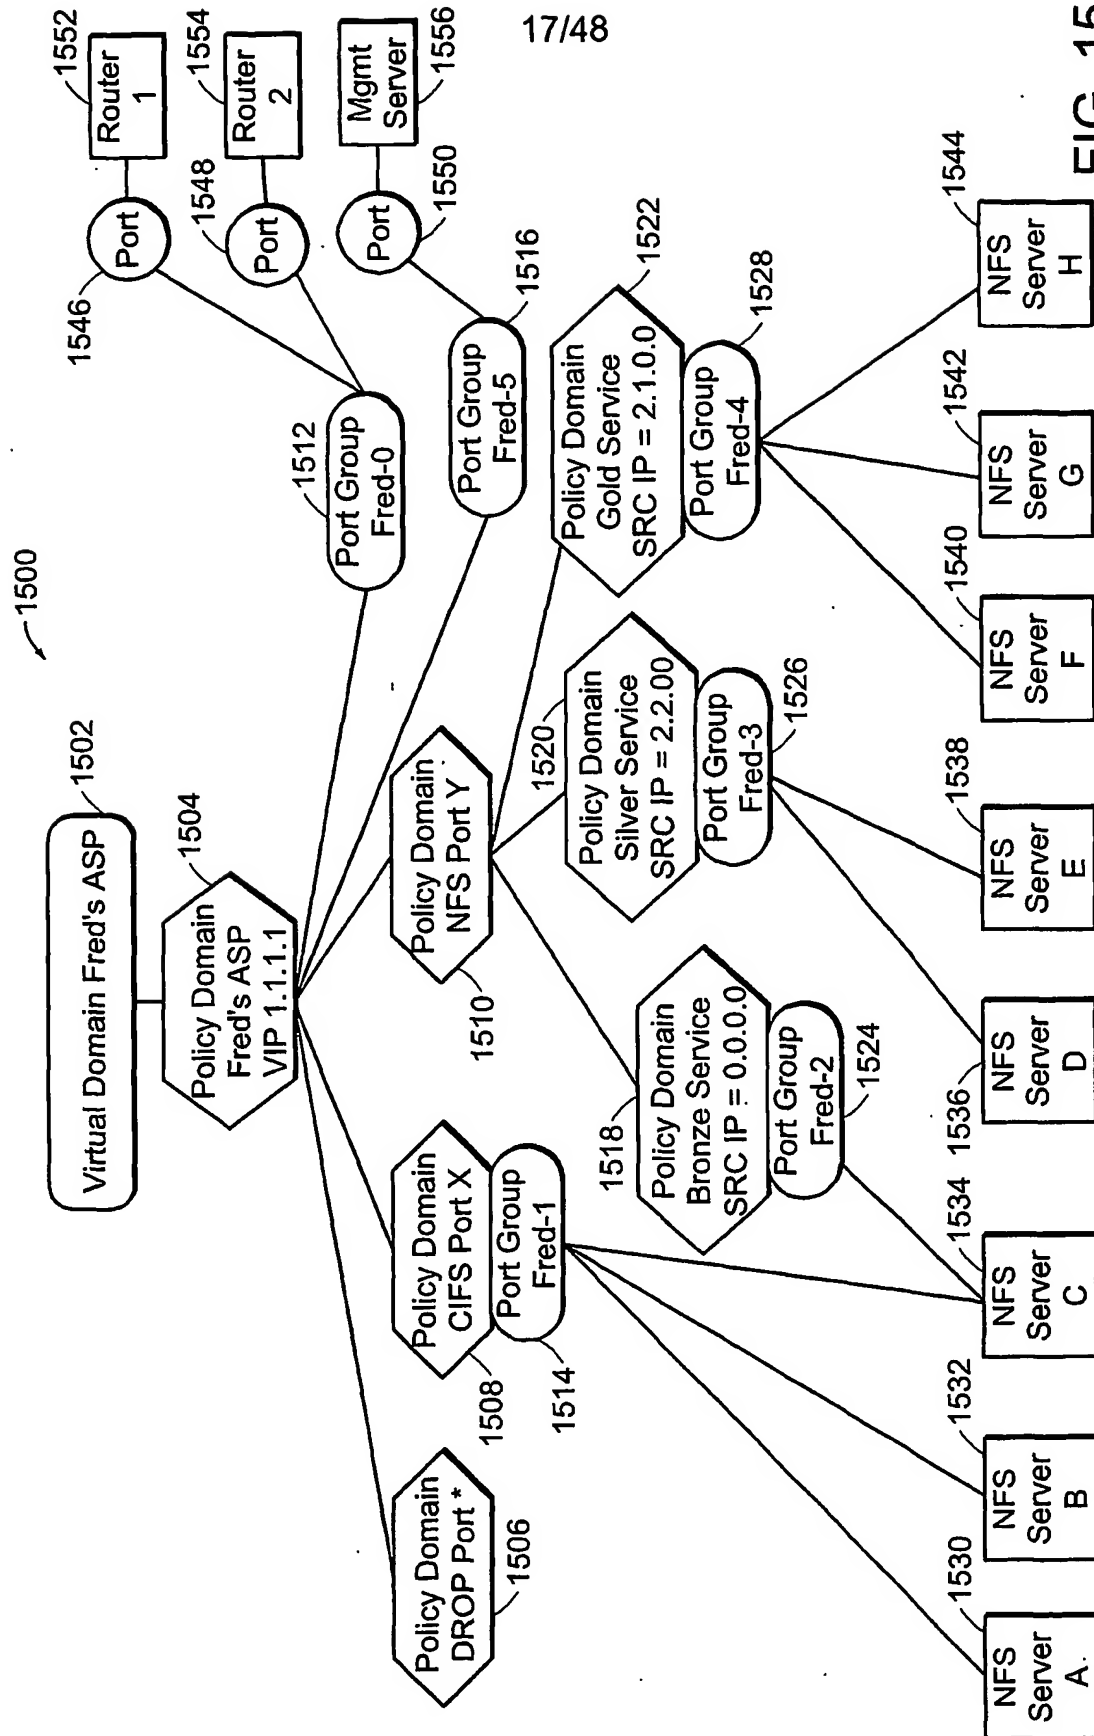 17/48
1500
Virtual Domain Fred's ASP
1502
Policy Domain
Fred's ASP
VIP 1.1.1.1
1504
Policy Domain
DROP Port *
1506
Policy Domain
CIFS Port X
1508
Port Group
Fred-1
1514
Policy Domain
NFS Port Y
1510
Port Group
Fred-0
1512
Port Group
Fred-5
1516
Port
1546
Router
1
1552
Port
1548
Router
2
1554
Port
1550
Mgmt
Server
1556
Policy Domain
Bronze Service
SRC IP = 0.0.0.0
1518
Port Group
Fred-2
1524
Policy Domain
Silver Service
SRC IP = 2.2.00
1520
Port Group
Fred-3
1526
Policy Domain
Gold Service
SRC IP = 2.1.0.0
1522
Port Group
Fred-4
1528
NFS
Server
A
1530
NFS
Server
B
1532
NFS
Server
C
1534
NFS
Server
D
1536
NFS
Server
E
1538
NFS
Server
F
1540
NFS
Server
G
1542
NFS
Server
H
1544
FIG. 15